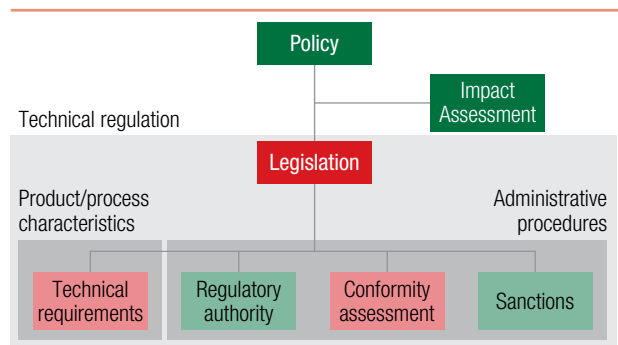 Policy
Impact
Assessment
Technical regulation
Legislation
Product/process
characteristics
Administrative
procedures
Technical
requirements
Regulatory
authority
Conformity
assessment
Sanctions